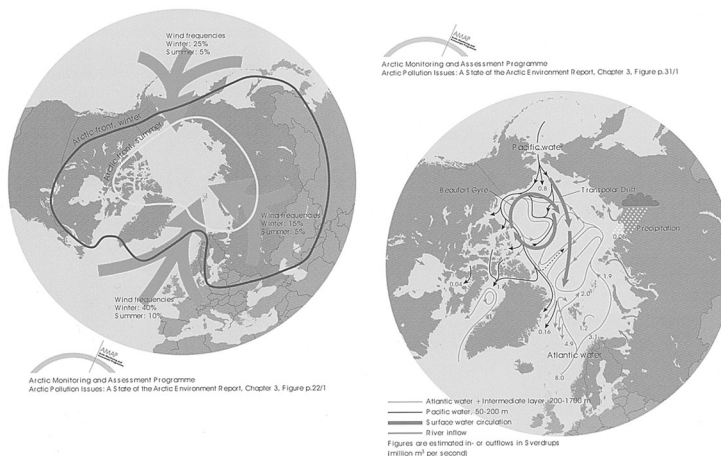 Wind frequencies
Winter: 25%
Summer: 5%
Arctic front, winter
Arctic front, summer
Wind frequencies
Winter: 15%
Summer: 5%
Wind frequencies
Winter: 40%
Summer: 10%
AMAP
Arctic Monitoring and Assessment Programme
Arctic Pollution Issues: A State of the Arctic Environment Report, Chapter 3, Figure p.22/1
AMAP
Arctic Monitoring and Assessment Programme
Arctic Pollution Issues: A State of the Arctic Environment Report, Chapter 3, Figure p.31/1
Pacific water
Beaufort Gyre
0.8
Transpolar Drift
Precipitation
0.04
1.9
2.0
1.2
0.16
3.1
4.9
Atlantic water
8.0
Atlantic water + Intermediate layer, 200-1700 m
Pacific water, 50-200 m
Surface water circulation
River inflow
Figures are estimated in- or outflows in Sverdrups
(million m³ per second)